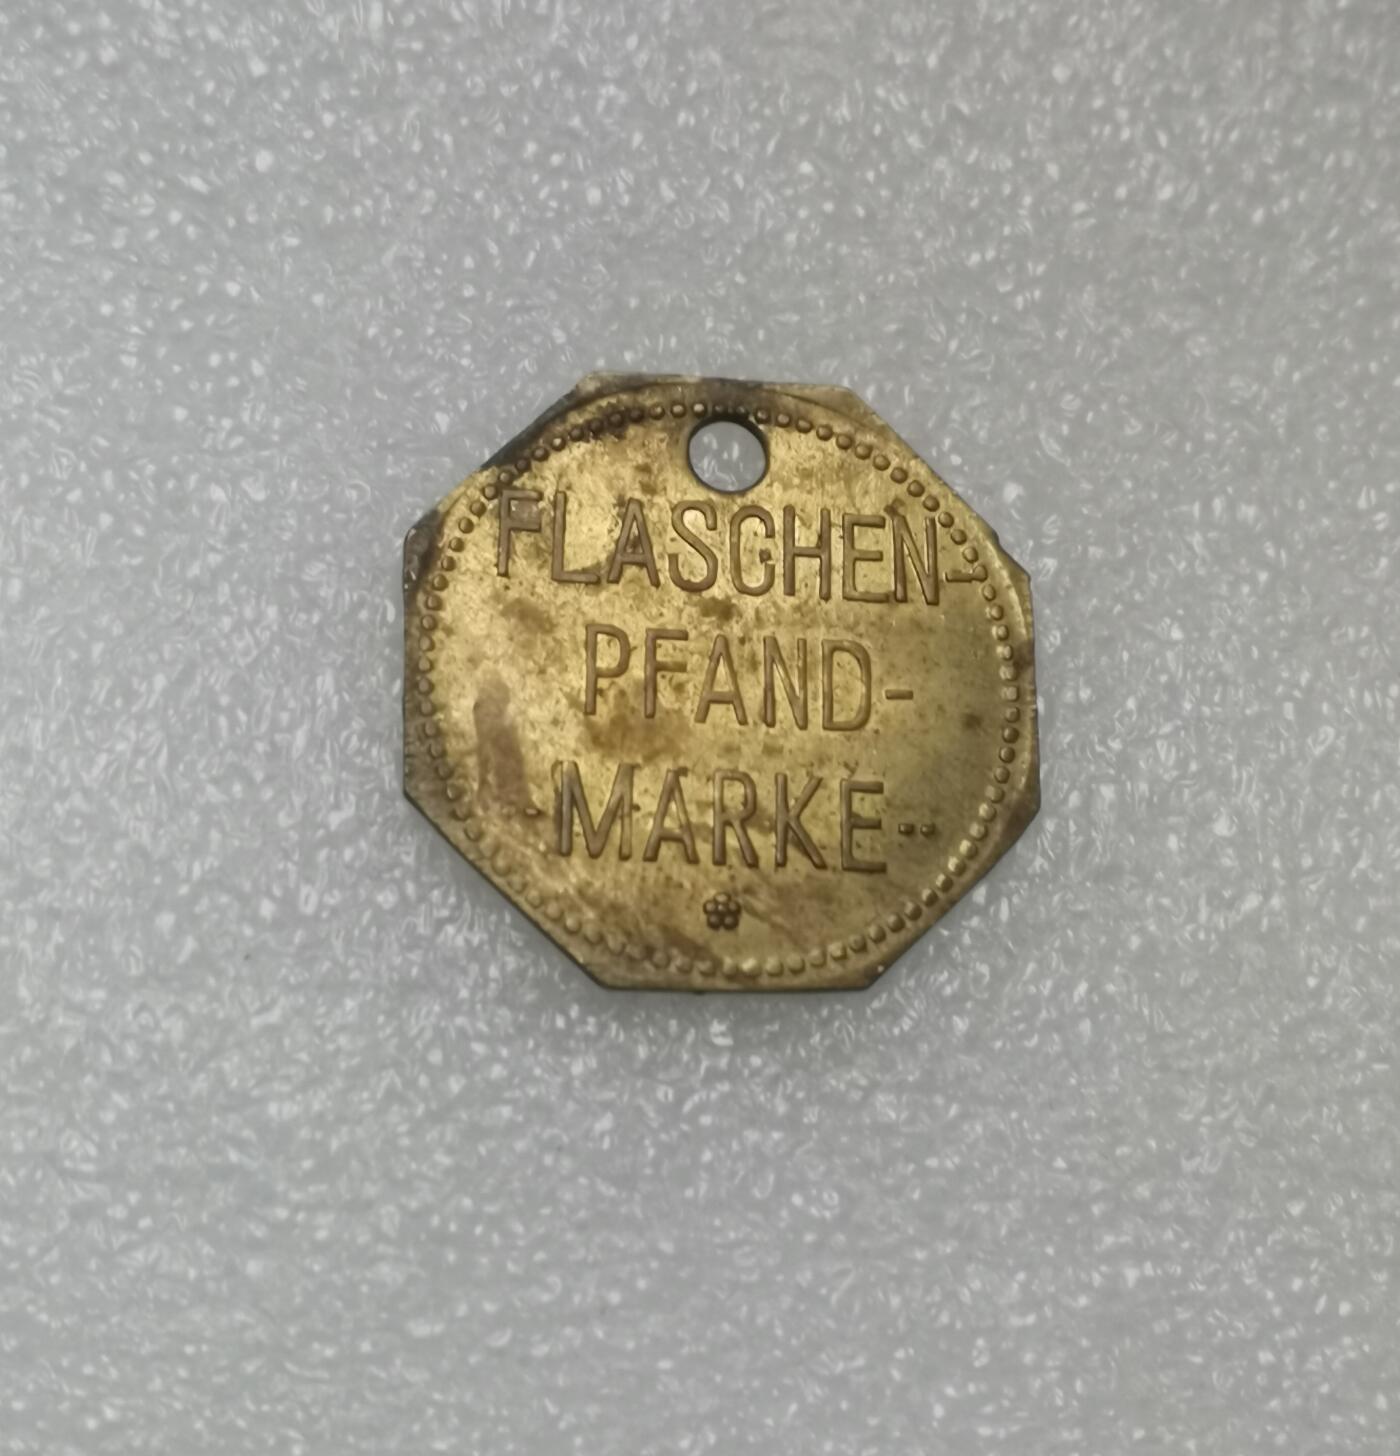 FLASCHEN-
PFAND-
MARKE